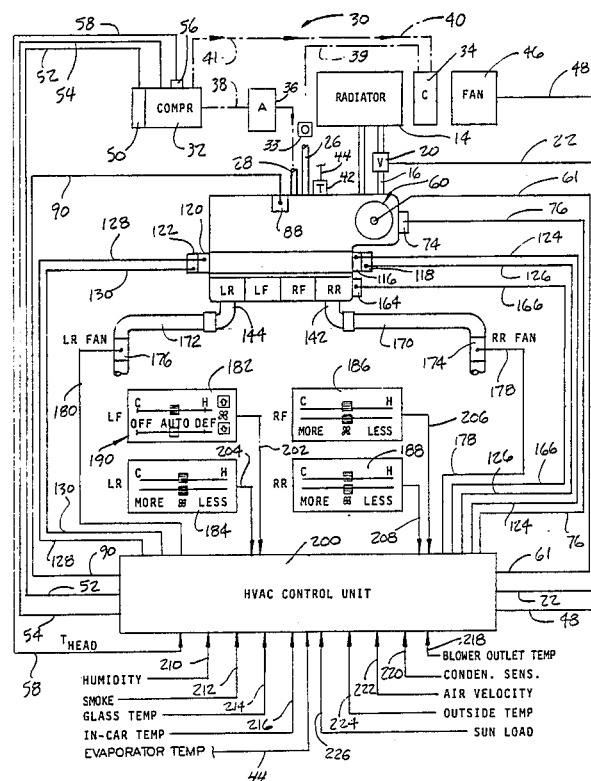 58 56 30 40
52 34 46
54 41 39 48
38 36
COMPR A RADIATOR C FAN
50 32 33 26 14 22
28 44 20
42 V 16 60 61
T
90 88 76
74
128 122 120 124
116 118 126
130 164 166
LR LF RF RR
LR FAN 172 144 142 170 RR FAN
176 174
178
180 182 186
C H C H
LF OFF AUTO DEF RF
MORE LESS 206
190 202
204 188 178 166
C H C H
LR RR 126
130 MORE LESS MORE LESS 124
128 184 208 76
90 200 61
52 HVAC CONTROL UNIT 22
54 48
THEAD 218
58 210 BLOWER OUTLET TEMP
HUMIDITY 212 220 CONDEN. SENS.
SMOKE 214 222 AIR VELOCITY
GLASS TEMP 216 224 OUTSIDE TEMP
IN-CAR TEMP 226 SUN LOAD
EVAPORATOR TEMP
44